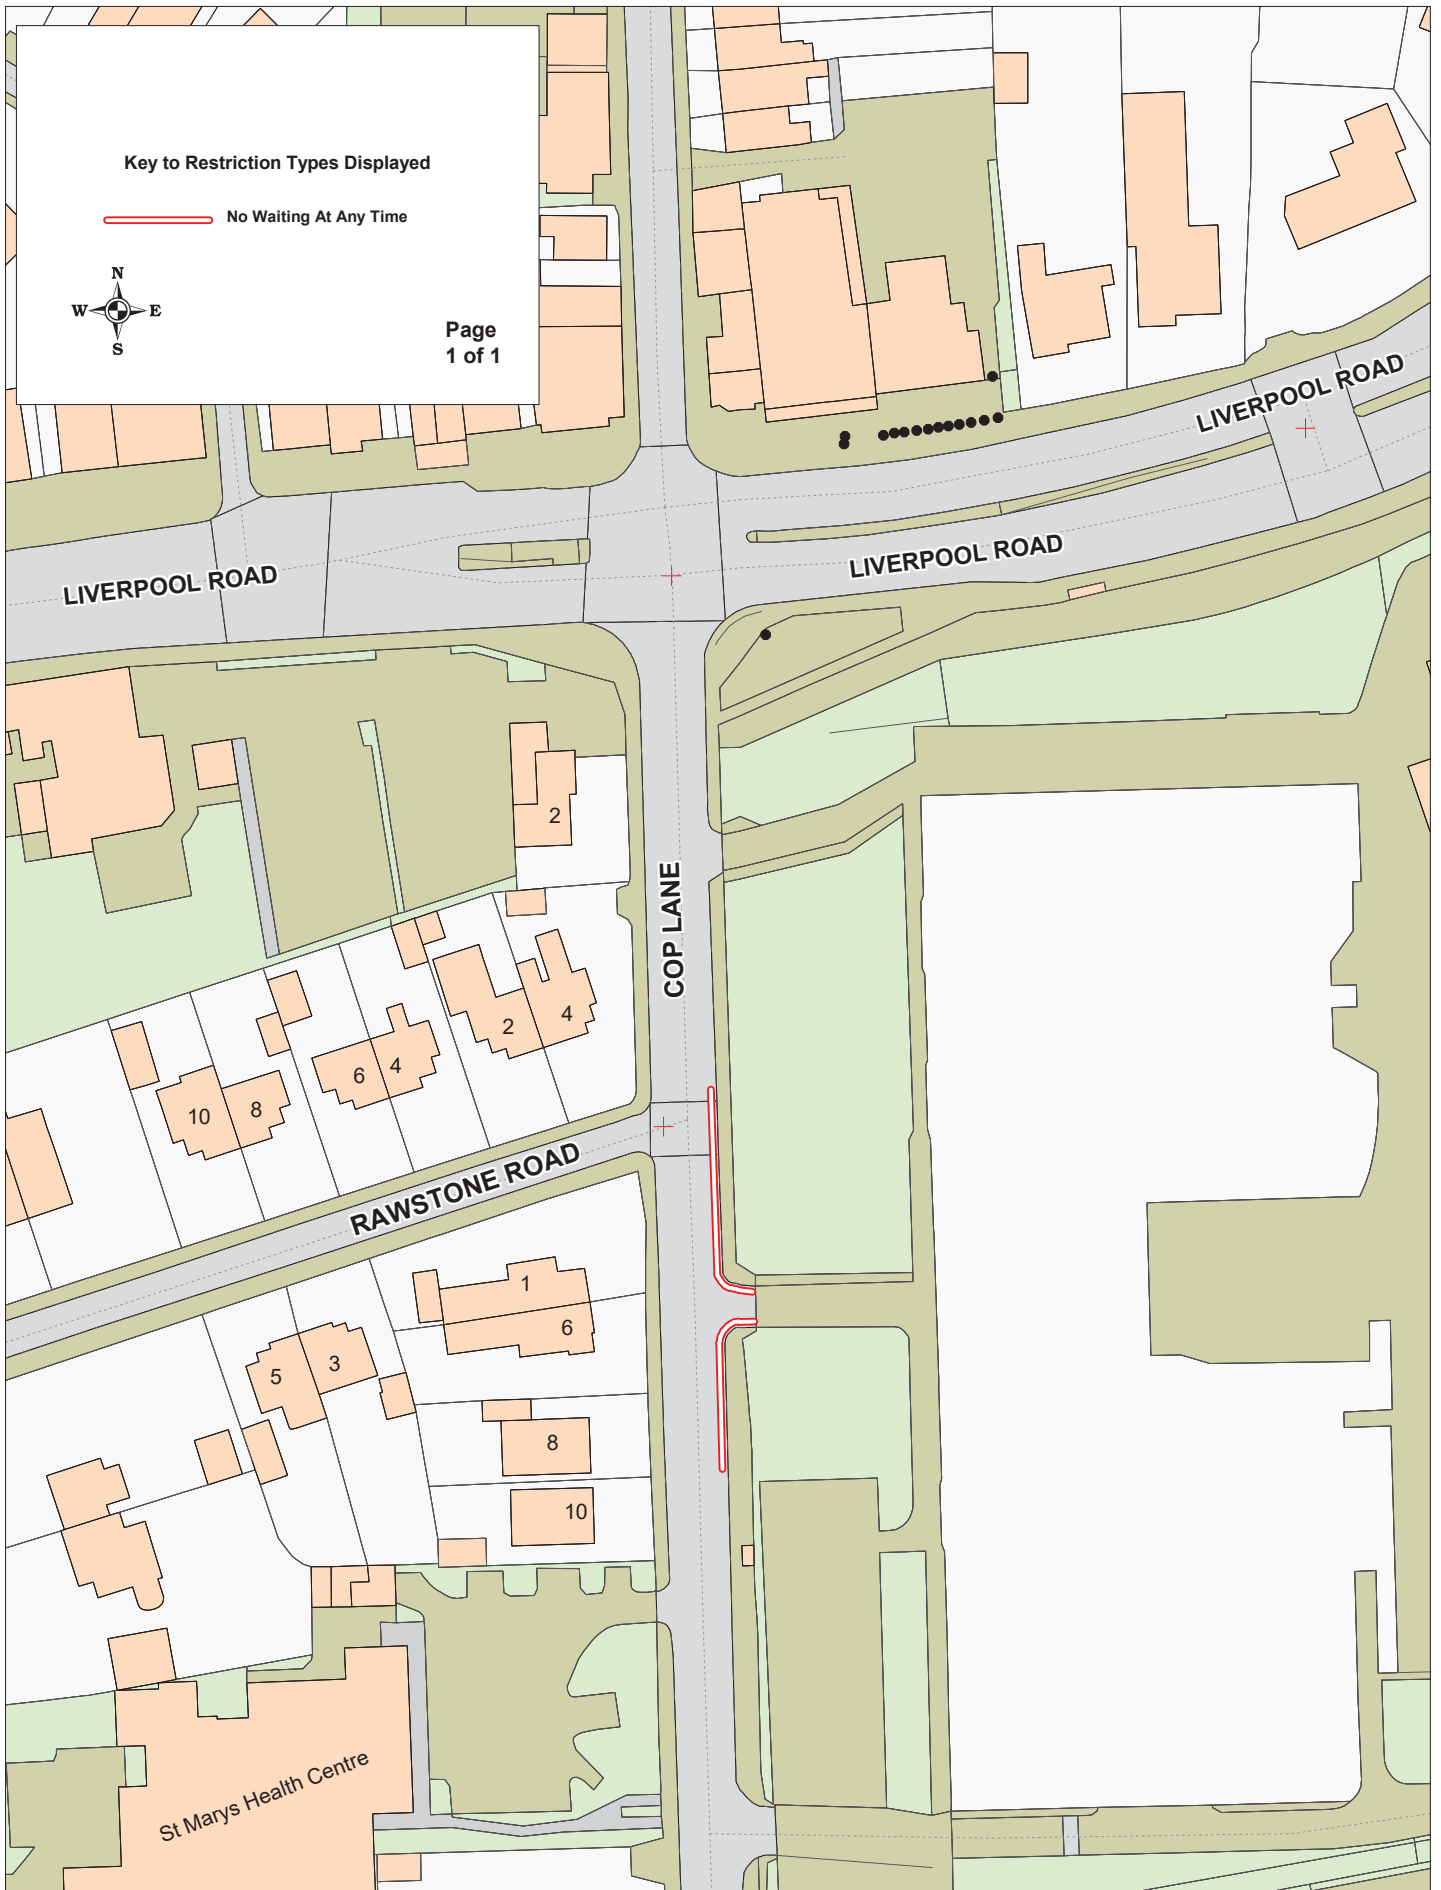 Key to Restriction Types Displayed
No Waiting At Any Time
N
W E
S
Page
1 of 1
LIVERPOOL ROAD
LIVERPOOL ROAD
LIVERPOOL ROAD
2
COP LANE
2
4
6
4
10
8
RAWSTONE ROAD
1
6
5
3
8
10
St Marys Health Centre